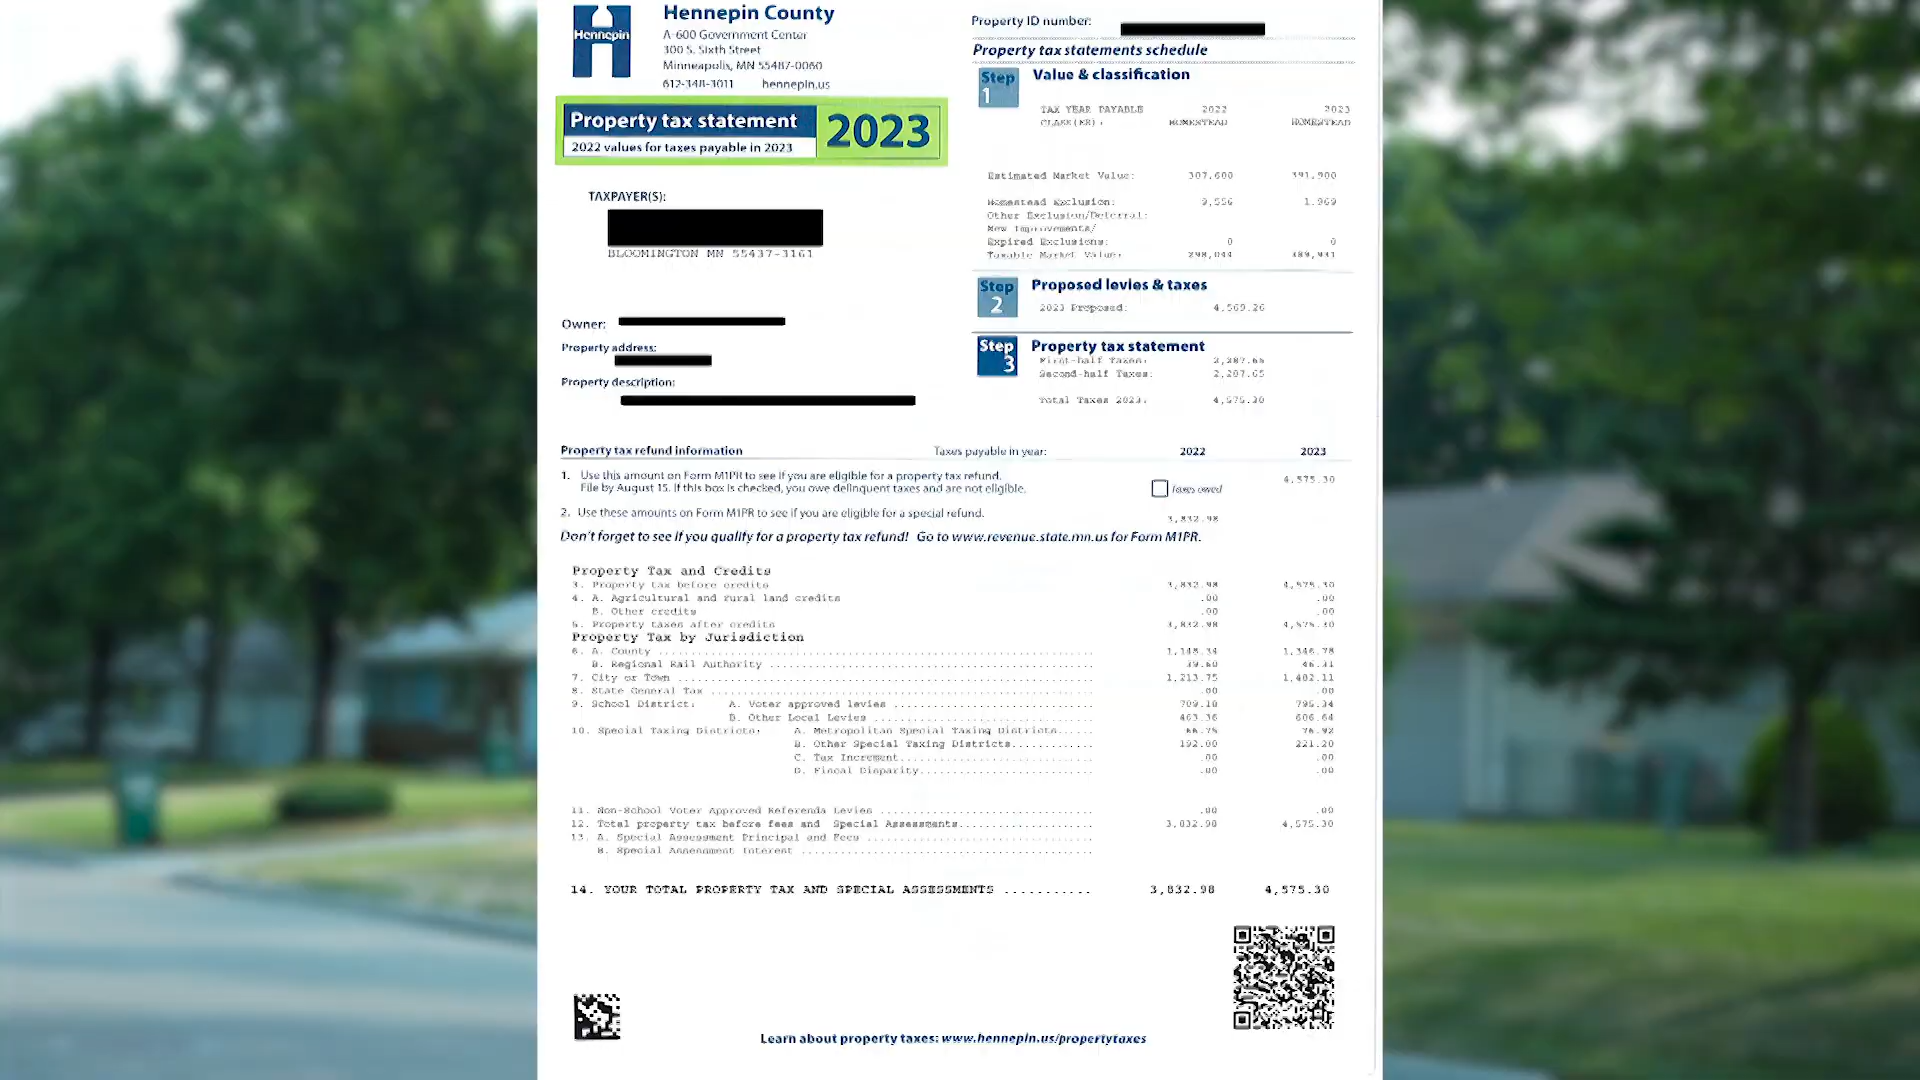 Hennepin
Hennepin County
A-600 Government Center
300 S. Sixth Street
Minneapolis, MN 55487-0060
612-348-3011 hennepin.us
Property tax statement 2023
2022 values for taxes payable in 2023
TAXPAYER(S):
BLOOMINGTON MN 55437-3161
Owner:
Property address:
Property description:
Property ID number:
Property tax statements schedule
Step 1 Value & classification
TAX YEAR PAYABLE 2022 2023
CLASS(ES): HOMESTEAD HOMESTEAD
Estimated Market Value: 307,600 391,900
Homestead Exclusion: 9,556 1,969
Other Exclusion/Deferral:
New Improvements/
Expired Exclusions: 0 0
Taxable Market Value: 298,044 389,931
Step 2 Proposed levies & taxes
2023 Proposed: 4,569.26
Step 3 Property tax statement
First-half Taxes: 2,287.65
Second-half Taxes: 2,287.65
Total Taxes 2023: 4,575.30
Property tax refund information Taxes payable in year: 2022 2023
1. Use this amount on Form M1PR to see if you are eligible for a property tax refund. 4,575.30
File by August 15. If this box is checked, you owe delinquent taxes and are not eligible. Taxes owed
2. Use these amounts on Form M1PR to see if you are eligible for a special refund. 3,832.98
Don't forget to see if you qualify for a property tax refund! Go to www.revenue.state.mn.us for Form M1PR.
Property Tax and Credits
3. Property tax before credits 3,832.98 4,575.30
4. A. Agricultural and rural land credits .00 .00
B. Other credits .00 .00
5. Property taxes after credits 3,832.98 4,575.30
Property Tax by Jurisdiction
6. A. County 1,148.34 1,346.78
B. Regional Rail Authority 39.60 46.31
7. City or Town 1,213.75 1,482.11
8. State General Tax .00 .00
9. School District: A. Voter approved levies 709.18 795.34
B. Other Local Levies 463.36 606.64
10. Special Taxing Districts: A. Metropolitan Special Taxing Districts 66.75 76.92
B. Other Special Taxing Districts 192.00 221.20
C. Tax Increment .00 .00
D. Fiscal Disparity .00 .00
11. Non-School Voter Approved Referenda Levies .00 .00
12. Total property tax before fees and Special Assessments 3,832.98 4,575.30
13. A. Special Assessment Principal and Fees
B. Special Assessment Interest
14. YOUR TOTAL PROPERTY TAX AND SPECIAL ASSESSMENTS 3,832.98 4,575.30
Learn about property taxes: www.hennepin.us/propertytaxes